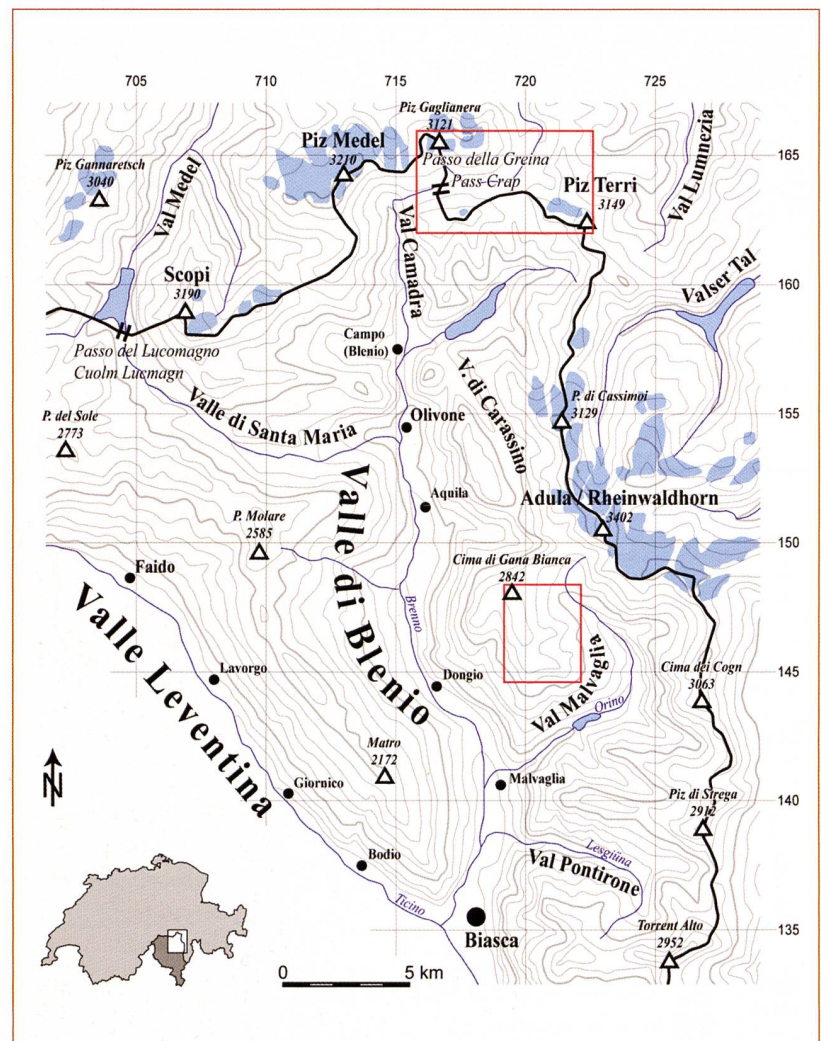 705
710
715
720
725
Piz Gaglianera
3121
Piz Medel
3210
Passo della Greina
Pass Crap
165
Piz Gannaretsch
3040
Val Medel
Piz Terri
3149
Val Lumnezia
Val Camadra
Scopi
3190
160
Valser Tal
Campo
(Blenio)
Passo del Lucomagno
Cuolm Lucmagn
V. di Carassino
P. di Cassimoi
3129
Valle di Santa Maria
Olivone
155
P. del Sole
2773
Valle di Blenio
Aquila
Adula / Rheinwaldhorn
3402
P. Molare
2585
150
Cima di Gana Bianca
2842
Faido
Valle Leventina
Brenno
Lavorgo
Dongio
Val Malvaglia
Orino
Cima dei Cogn
3063
145
Matro
2172
Giornico
Malvaglia
Piz di Strega
2912
140
N
Bodio
Lesgiüna
Val Pontirone
Ticino
Biasca
Torrent Alto
2952
135
0
5 km